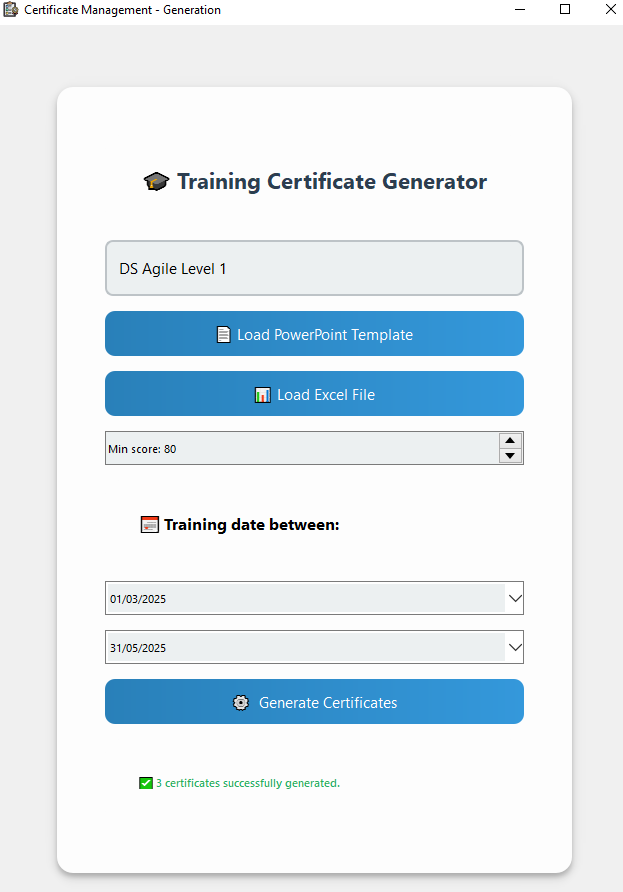 Certificate Management - Generation
Training Certificate Generator
DS Agile Level 1
Load PowerPoint Template
Load Excel File
Min score: 80
Training date between:
01/03/2025
31/05/2025
Generate Certificates
3 certificates successfully generated.